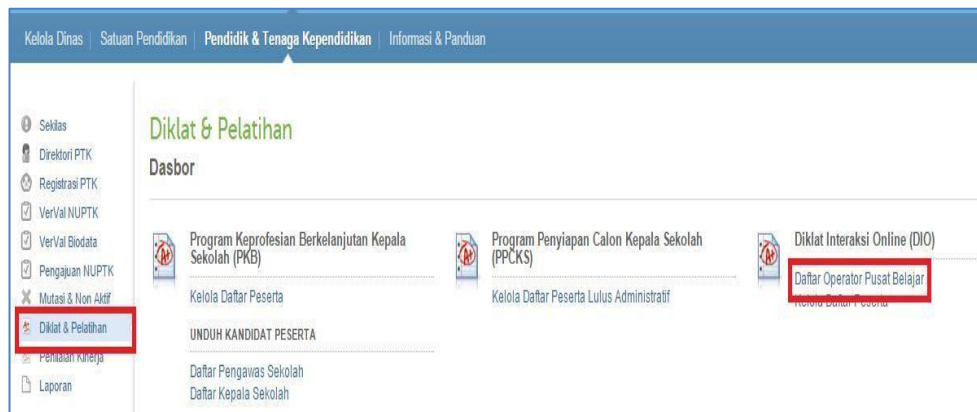 Kelola Dinas | Satuan Pendidikan | Pendidik & Tenaga Kependidikan | Informasi & Panduan
Sekilas
Direktori PTK
Registrasi PTK
VerVal NUPTK
VerVal Biodata
Pengajuan NUPTK
Mutasi & Non Aktif
Diklat & Pelatihan
Penilaian Kinerja
Laporan
Diklat & Pelatihan
Dasbor
Program Keprofesian Berkelanjutan Kepala
Sekolah (PKB)
Kelola Daftar Peserta
UNDUH KANDIDAT PESERTA
Daftar Pengawas Sekolah
Daftar Kepala Sekolah
Program Penyiapan Calon Kepala Sekolah
(PPCKS)
Kelola Daftar Peserta Lulus Administratif
Diklat Interaksi Online (DIO)
Daftar Operator Pusat Belajar
Kelola Daftar Peserta